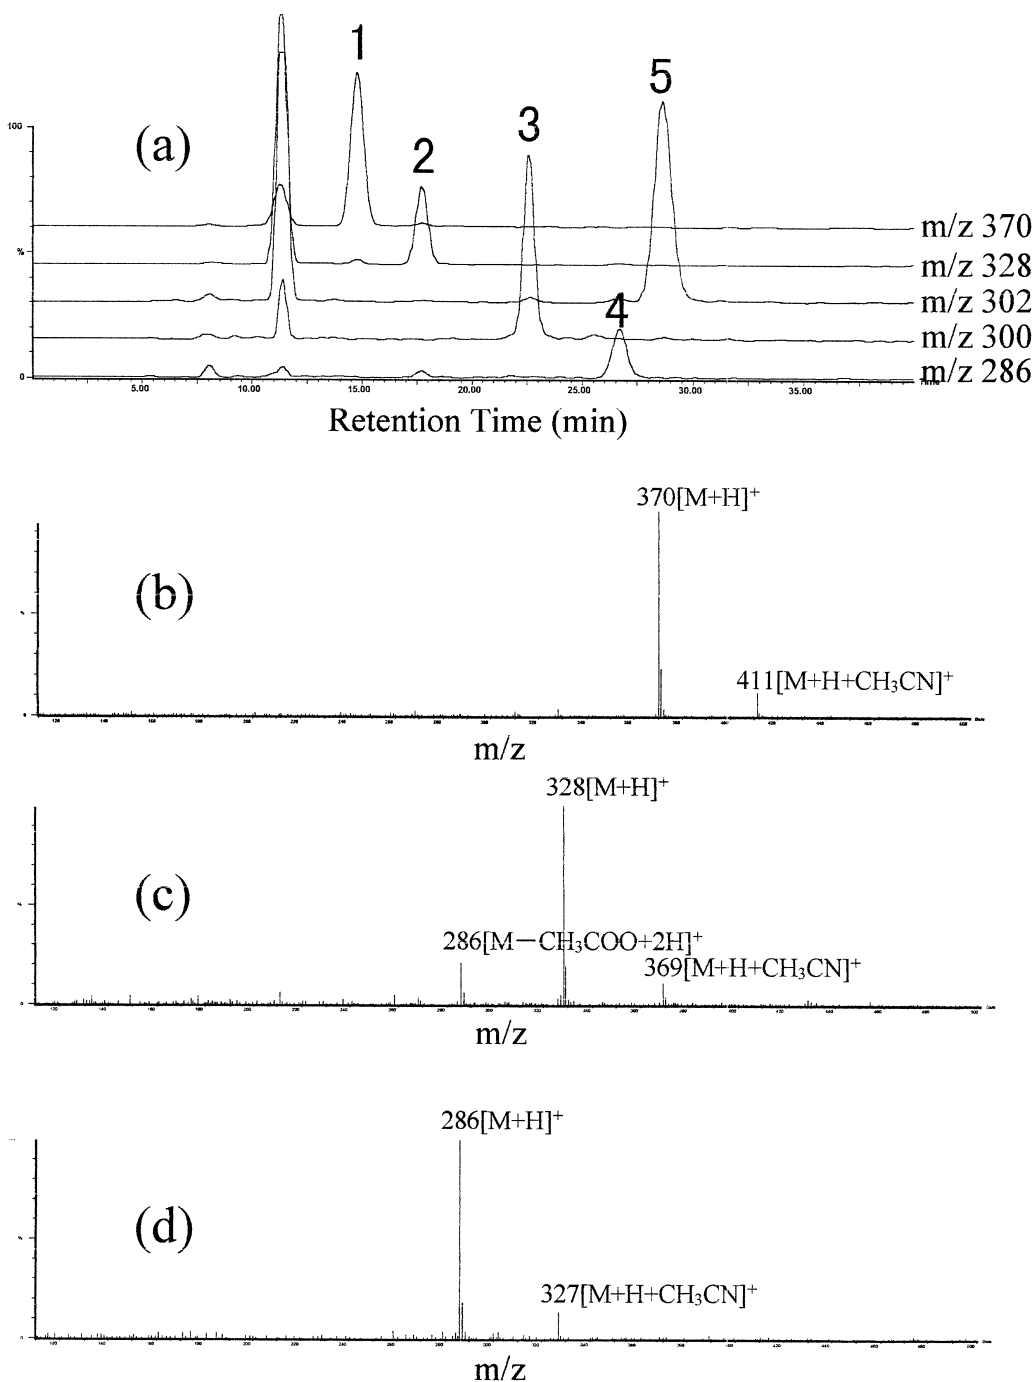 1
5
3
2
100
(a)
m/z 370
%
m/z 328
m/z 302
4
m/z 300
m/z 286
0
5.00 10.00 15.00 20.00 25.00 30.00 35.00
Retention Time (min)
370[M+H]+
(b)
%
411[M+H+CH₃CN]+
m/z
328[M+H]+
(c)
%
286[M—CH₃COO+2H]+
369[M+H+CH₃CN]+
m/z
286[M+H]+
(d)
%
327[M+H+CH₃CN]+
m/z